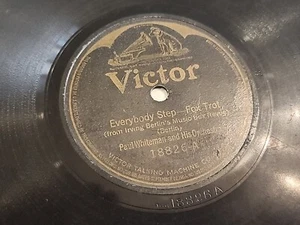 Victor
Everybody Step—Fox Trot
(from Irving Berlin's Music Box Revue)
(Berlin)
Paul Whiteman and His Orchestra
18826-A
VICTOR TALKING MACHINE CO.
18826A